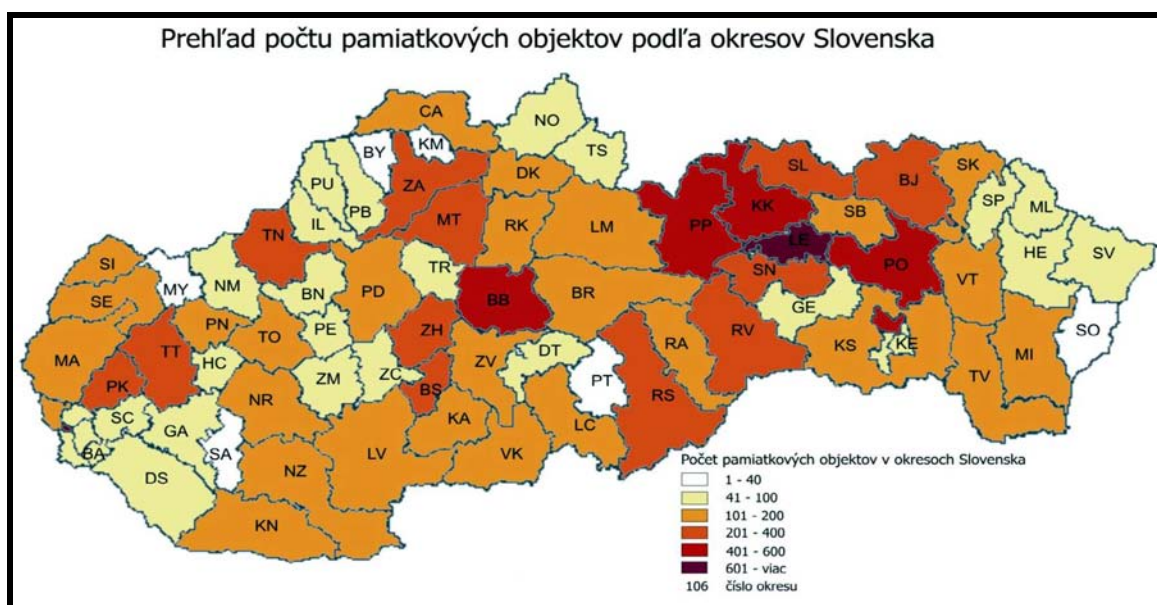 Prehľad počtu pamiatkových objektov podľa okresov Slovenska
CA
NO
TS
BY
KM
PU
PB
IL
ZA
DK
MT
RK
LM
TN
SL
BJ
SK
SP
ML
SB
PP
KK
LE
SN
PO
HE
SV
SI
MY
SE
NM
BN
PD
TR
BB
BR
VT
GE
MA
TT
PN
TO
PE
ZH
RV
RA
KS
KE
MI
SO
PK
HC
ZM
ZC
BS
ZV
DT
PT
RS
TV
SC
GA
NR
KA
LC
BA
SA
DS
NZ
LV
VK
KN
Počet pamiatkových objektov v okresoch Slovenska
1 - 40
41 - 100
101 - 200
201 - 400
401 - 600
601 - viac
106 číslo okresu